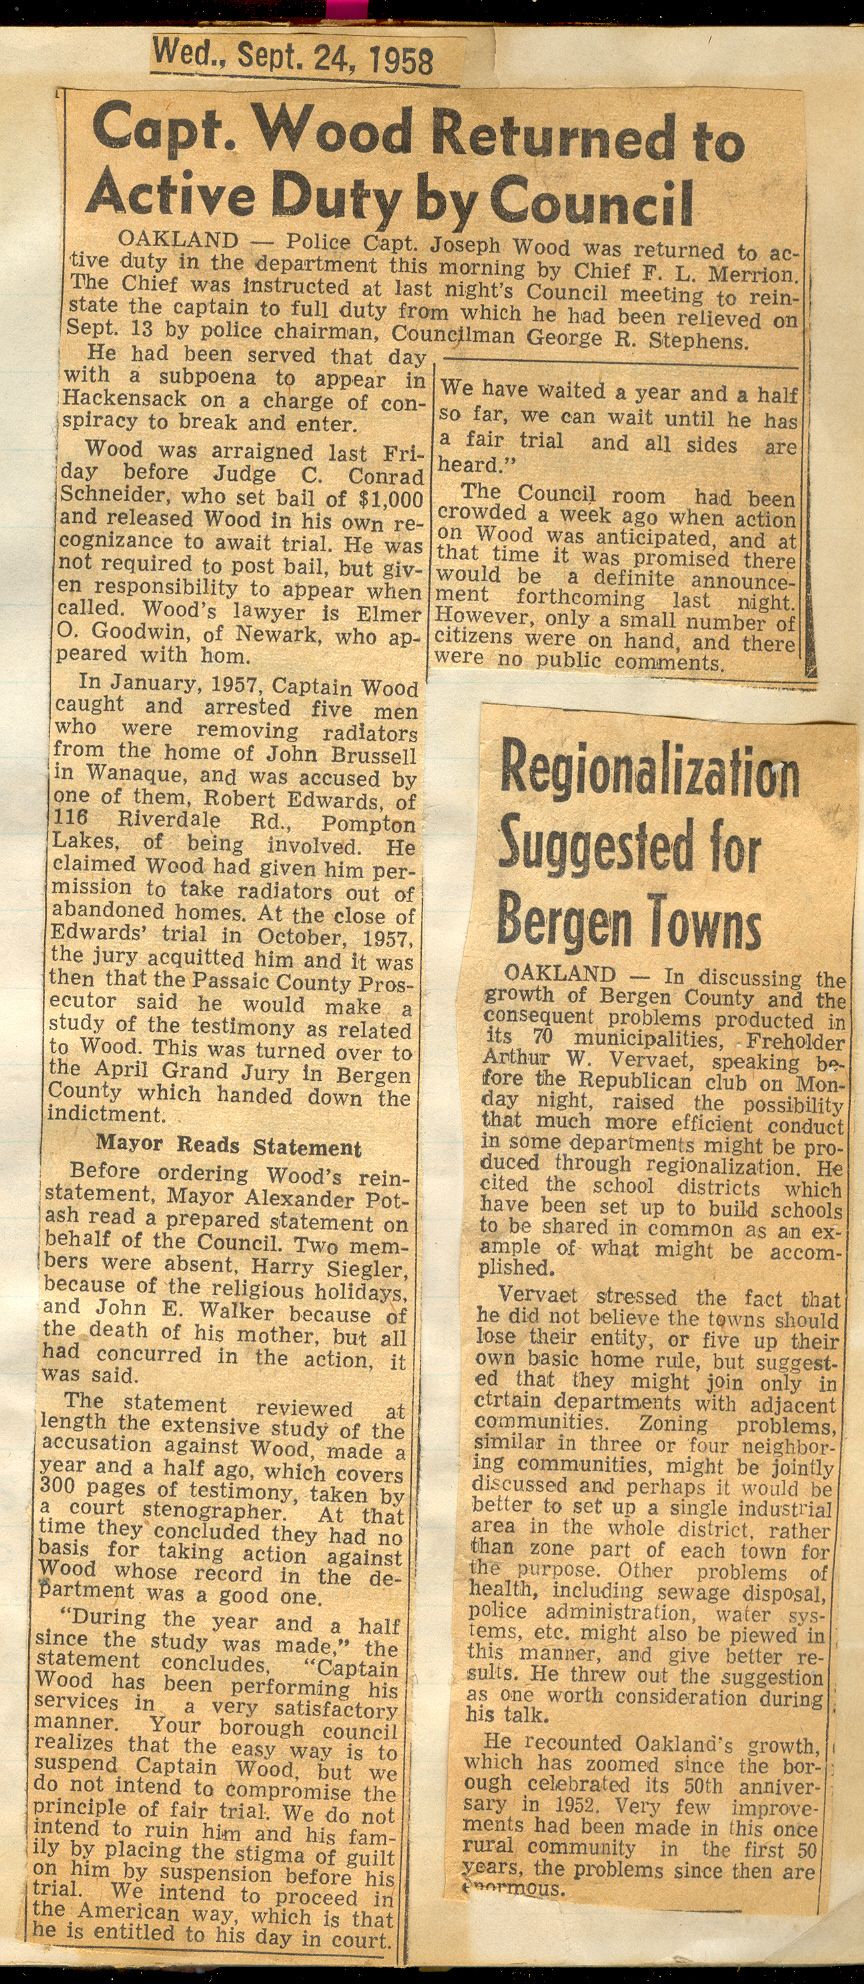 Wed., Sept. 24, 1958
Capt. Wood Returned to
Active Duty by Council
OAKLAND — Police Capt. Joseph Wood was returned to ac-
tive duty in the department this morning by Chief F. L. Merrion.
The Chief was instructed at last night's Council meeting to rein-
state the captain to full duty from which he had been relieved on
Sept. 13 by police chairman, Councilman George R. Stephens.
He had been served that day
with a subpoena to appear in
Hackensack on a charge of con-
spiracy to break and enter.
Wood was arraigned last Fri-
day before Judge C. Conrad
Schneider, who set bail of $1,000
and released Wood in his own re-
cognizance to await trial. He was
not required to post bail, but giv-
en responsibility to appear when
called. Wood's lawyer is Elmer
O. Goodwin, of Newark, who ap-
peared with hom.
In January, 1957, Captain Wood
caught and arrested five men
who were removing radiators
from the home of John Brussell
in Wanaque, and was accused by
one of them, Robert Edwards, of
116 Riverdale Rd., Pompton
Lakes, of being involved. He
claimed Wood had given him per-
mission to take radiators out of
abandoned homes. At the close of
Edwards' trial in October, 1957,
the jury acquitted him and it was
then that the Passaic County Pros-
ecutor said he would make a
study of the testimony as related
to Wood. This was turned over to
the April Grand Jury in Bergen
County which handed down the
indictment.
Mayor Reads Statement
Before ordering Wood's rein-
statement, Mayor Alexander Pot-
ash read a prepared statement on
behalf of the Council. Two mem-
bers were absent, Harry Siegler,
because of the religious holidays,
and John E. Walker because of
the death of his mother, but all
had concurred in the action, it
was said.
The statement reviewed at
length the extensive study of the
accusation against Wood, made a
year and a half ago, which covers
300 pages of testimony, taken by
a court stenographer. At that
time they concluded they had no
basis for taking action against
Wood whose record in the de-
partment was a good one.
"During the year and a half
since the study was made," the
statement concludes, "Captain
Wood has been performing his
services in a very satisfactory
manner. Your borough council
realizes that the easy way is to
suspend Captain Wood, but we
do not intend to compromise the
principle of fair trial. We do not
intend to ruin him and his fam-
ily by placing the stigma of guilt
on him by suspension before his
trial. We intend to proceed in
the American way, which is that
he is entitled to his day in court.
We have waited a year and a half
so far, we can wait until he has
a fair trial and all sides are
heard."
The Council room had been
crowded a week ago when action
on Wood was anticipated, and at
that time it was promised there
would be a definite announce-
ment forthcoming last night.
However, only a small number of
citizens were on hand, and there
were no public comments.
Regionalization
Suggested for
Bergen Towns
OAKLAND — In discussing the
growth of Bergen County and the
consequent problems producted in
its 70 municipalities, Freholder
Arthur W. Vervaet, speaking be-
fore the Republican club on Mon-
day night, raised the possibility
that much more efficient conduct
in some departments might be pro-
duced through regionalization. He
cited the school districts which
have been set up to build schools
to be shared in common as an ex-
ample of what might be accom-
plished.
Vervaet stressed the fact that
he did not believe the towns should
lose their entity, or five up their
own basic home rule, but suggest-
ed that they might join only in
ctrtain departments with adjacent
communities. Zoning problems,
similar in three or four neighbor-
ing communities, might be jointly
discussed and perhaps it would be
better to set up a single industrial
area in the whole district, rather
than zone part of each town for
the purpose. Other problems of
health, including sewage disposal,
police administration, water sys-
tems, etc. might also be piewed in
this manner, and give better re-
sults. He threw out the suggestion
as one worth consideration during
his talk.
He recounted Oakland's growth,
which has zoomed since the bor-
ough celebrated its 50th anniver-
sary in 1952. Very few improve-
ments had been made in this once
rural community in the first 50
years, the problems since then are
enormous.